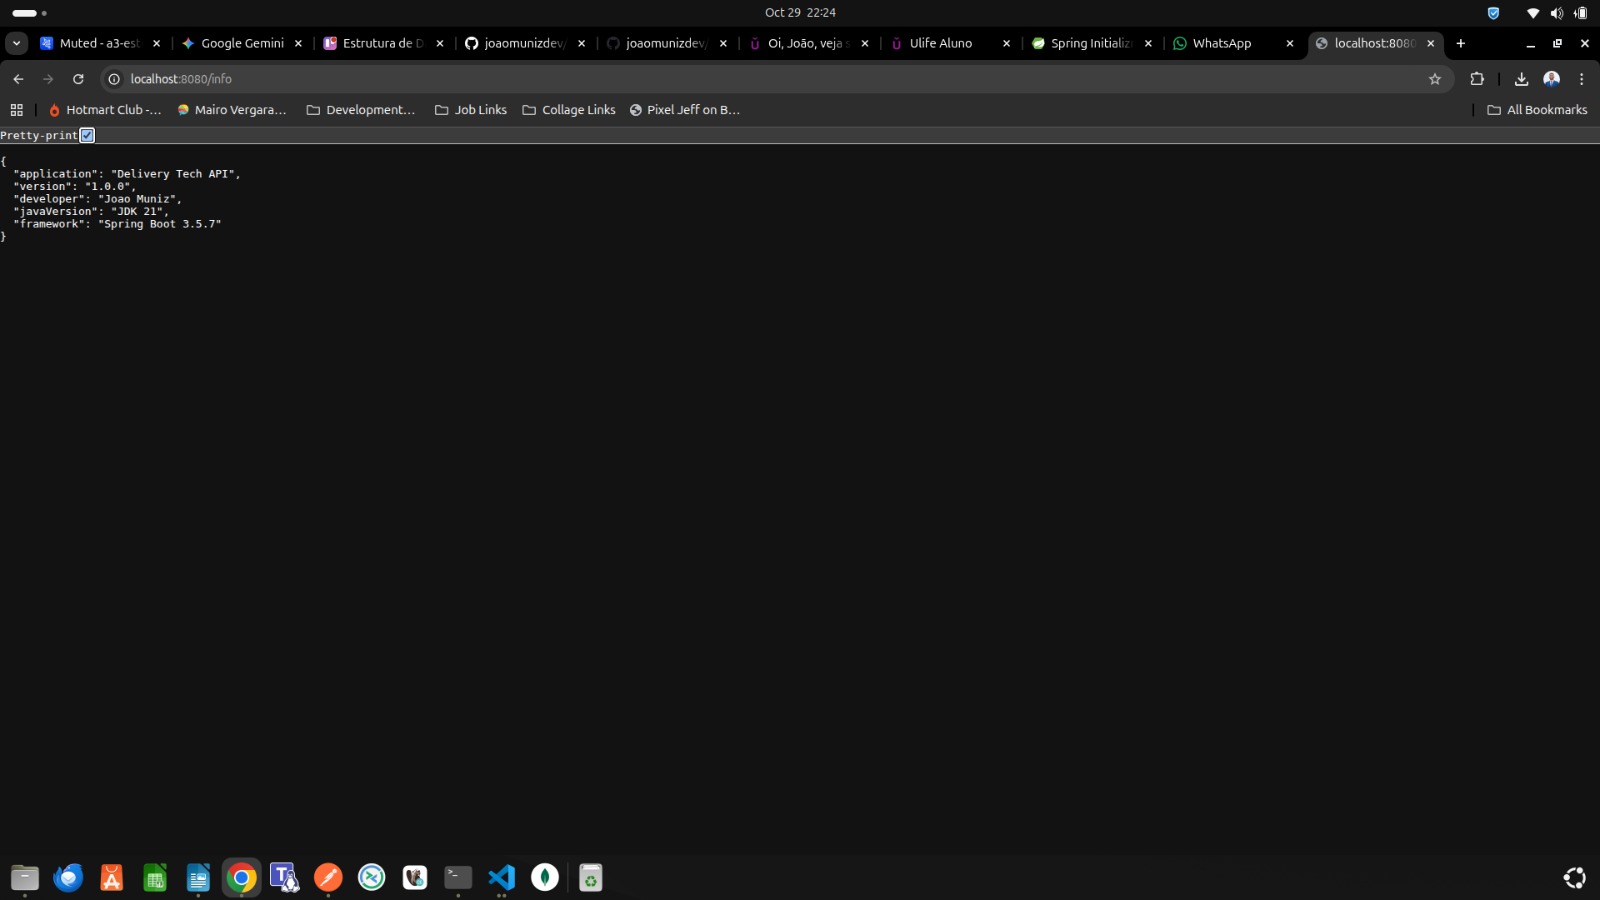 Oct 29 22:24
Muted - a3-est
Google Gemini
Estrutura de D
joaomunizdev/
joaomunizdev/
Oi, João, veja s
Ulife Aluno
Spring Initializ
WhatsApp
localhost:8080
localhost:8080/info
Hotmart Club -...
Mairo Vergara...
Development...
Job Links
Collage Links
Pixel Jeff on B...
All Bookmarks
Pretty-print
{
"application": "Delivery Tech API",
"version": "1.0.0",
"developer": "Joao Muniz",
"javaVersion": "JDK 21",
"framework": "Spring Boot 3.5.7"
}